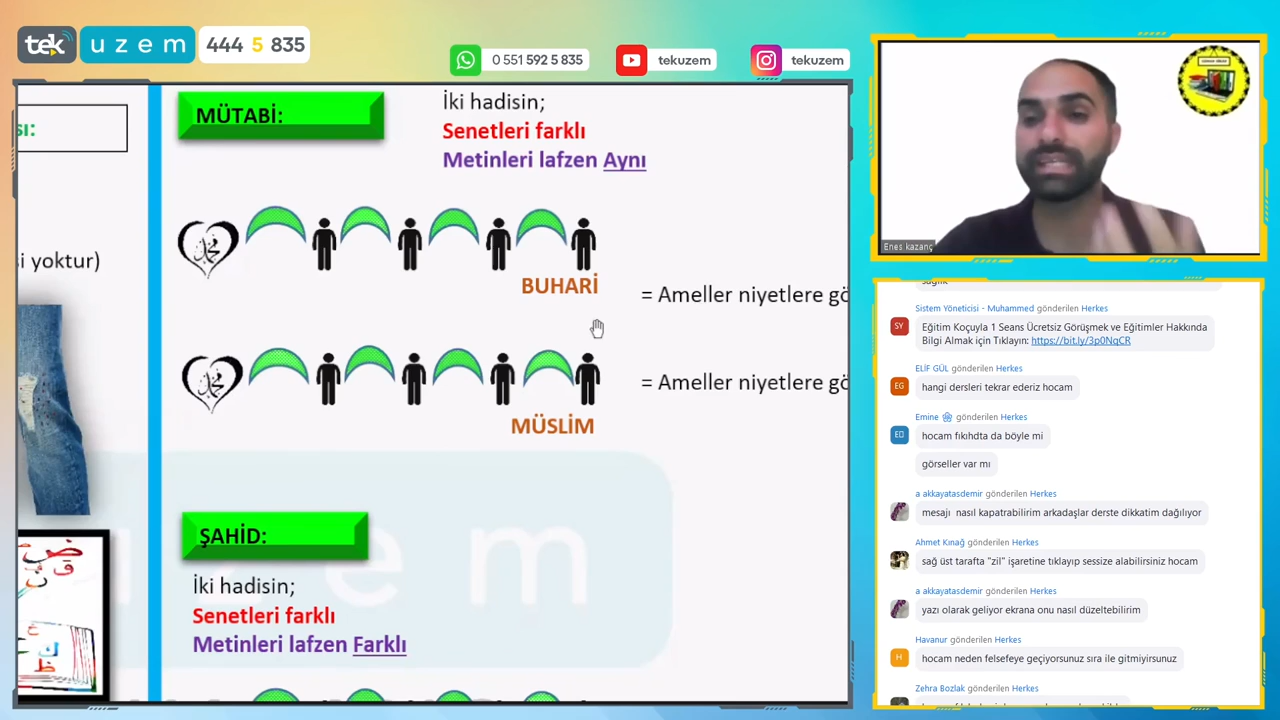 tek
uzem
444 5 835
0 551 592 5 835
tekuzem
tekuzem
MÜTABİ:
İki hadisin;
Senetleri farklı
Metinleri lafzen Aynı
i yoktur)
BUHARİ
= Ameller niyetlere gö
MÜSLİM
= Ameller niyetlere gö
ŞAHİD:
İki hadisin;
Senetleri farklı
Metinleri lafzen Farklı
Enes kazanç
Sistem Yöneticisi - Muhammed gönderilen Herkes
SY
Eğitim Koçuyla 1 Seans Ücretsiz Görüşmek ve Eğitimler Hakkında
Bilgi Almak için Tıklayın: https://bit.ly/3p0NqCR
ELİF GÜL gönderilen Herkes
EG
hangi dersleri tekrar ederiz hocam
Emine gönderilen Herkes
hocam fıkıhdta da böyle mi
görseller var mı
a akkayatasdemir gönderilen Herkes
mesajı nasıl kapatrabilirim arkadaşlar derste dikkatim dağılıyor
Ahmet Kınağ gönderilen Herkes
sağ üst tarafta "zil" işaretine tıklayıp sessize alabilirsiniz hocam
a akkayatasdemir gönderilen Herkes
yazı olarak geliyor ekrana onu nasıl düzeltebilirim
Havanur gönderilen Herkes
H
hocam neden felsefeye geçiyorsunuz sıra ile gitmiyirsunuz
Zehra Bozlak gönderilen Herkes